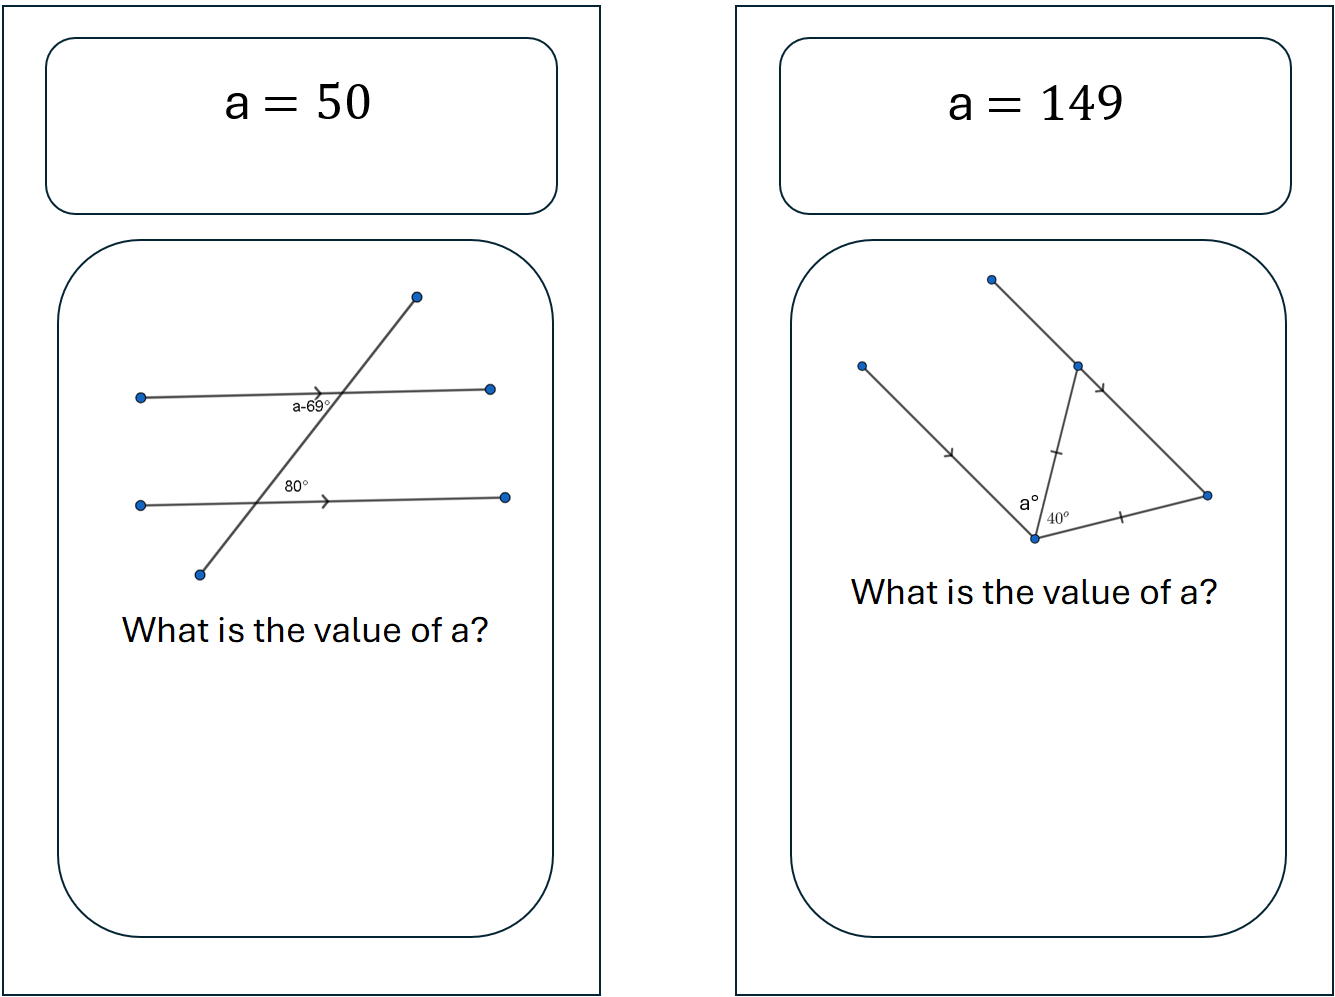 a = 50
a-69°
80°
What is the value of a?
a = 149
a°
40°
What is the value of a?